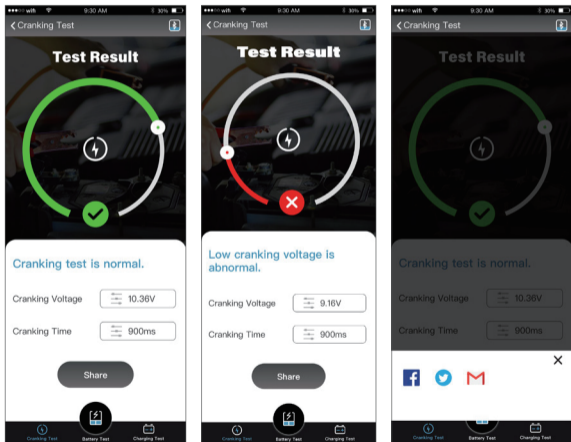 wifi 9:30 AM 30%
Cranking Test
Test Result
Cranking test is normal.
Cranking Voltage 10.36V
Cranking Time 900ms
Share
Cranking Test Battery Test Charging Test
wifi 9:30 AM 30%
Cranking Test
Test Result
Low cranking voltage is
abnormal.
Cranking Voltage 9.16V
Cranking Time 900ms
Share
Cranking Test Battery Test Charging Test
wifi 9:30 AM 30%
Cranking Test
Test Result
Cranking test is normal.
Cranking Voltage 10.36V
Cranking Time 900ms
Cranking Test Battery Test Charging Test